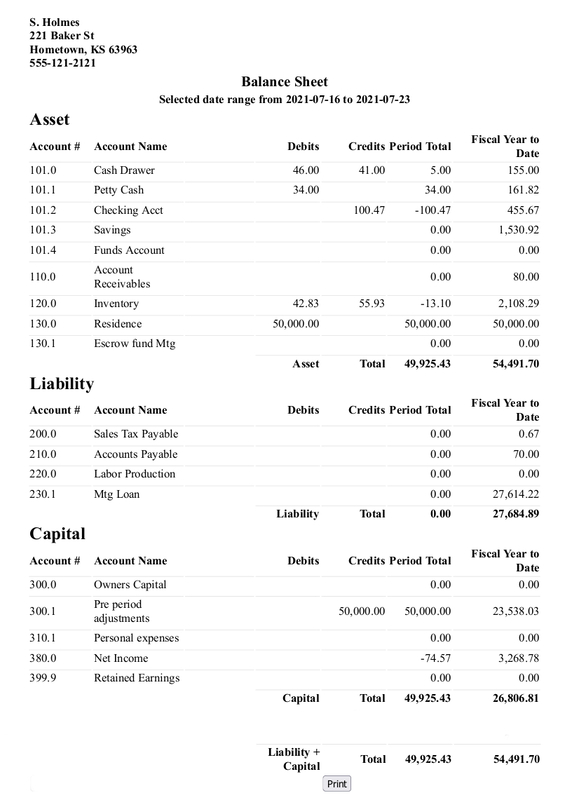 S. Holmes
221 Baker St
Hometown, KS 63963
555-121-2121
Balance Sheet
Selected date range from 2021-07-16 to 2021-07-23
Asset
Account # Account Name Debits Credits Period Total Fiscal Year to Date
101.0 Cash Drawer 46.00 41.00 5.00 155.00
101.1 Petty Cash 34.00 34.00 161.82
101.2 Checking Acct 100.47 -100.47 455.67
101.3 Savings 0.00 1,530.92
101.4 Funds Account 0.00 0.00
110.0 Account Receivables 0.00 80.00
120.0 Inventory 42.83 55.93 -13.10 2,108.29
130.0 Residence 50,000.00 50,000.00 50,000.00
130.1 Escrow fund Mtg 0.00 0.00
Asset Total 49,925.43 54,491.70
Liability
Account # Account Name Debits Credits Period Total Fiscal Year to Date
200.0 Sales Tax Payable 0.00 0.67
210.0 Accounts Payable 0.00 70.00
220.0 Labor Production 0.00 0.00
230.1 Mtg Loan 0.00 27,614.22
Liability Total 0.00 27,684.89
Capital
Account # Account Name Debits Credits Period Total Fiscal Year to Date
300.0 Owners Capital 0.00 0.00
300.1 Pre period adjustments 50,000.00 50,000.00 23,538.03
310.1 Personal expenses 0.00 0.00
380.0 Net Income -74.57 3,268.78
399.9 Retained Earnings 0.00 0.00
Capital Total 49,925.43 26,806.81
Liability + Capital Total 49,925.43 54,491.70
Print